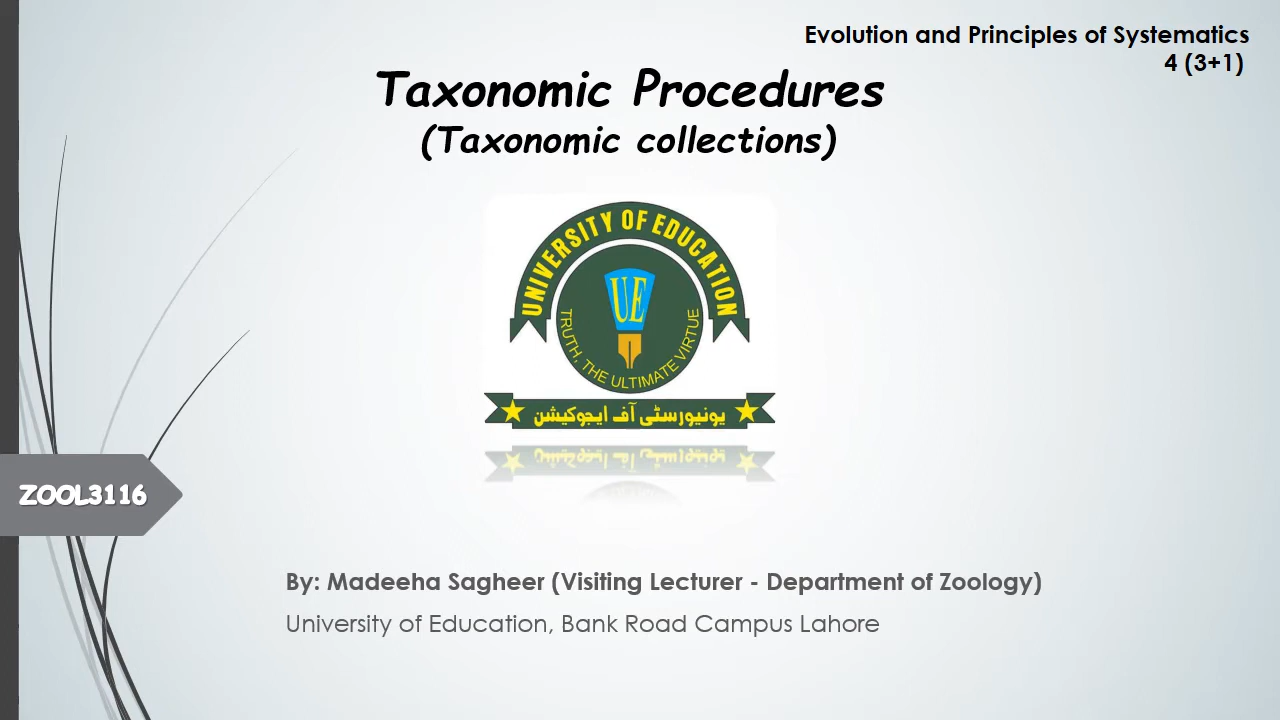 Evolution and Principles of Systematics
4 (3+1)
Taxonomic Procedures
(Taxonomic collections)
UNIVERSITY OF EDUCATION
UE
TRUTH, THE ULTIMATE VIRTUE
یونیورسٹی آف ایجوکیشن
ZOOL3116
By: Madeeha Sagheer (Visiting Lecturer - Department of Zoology)
University of Education, Bank Road Campus Lahore